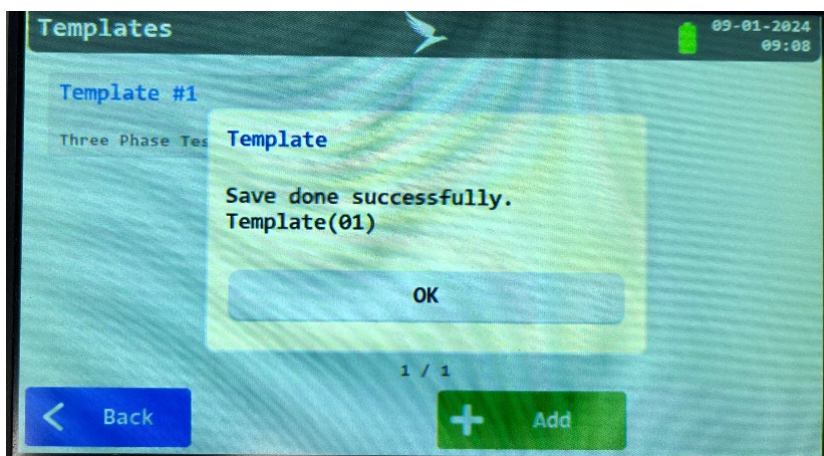 Templates
09-01-2024
09:08
Template #1
Three Phase Tes
Template
Save done successfully.
Template(01)
OK
1 / 1
Back
Add